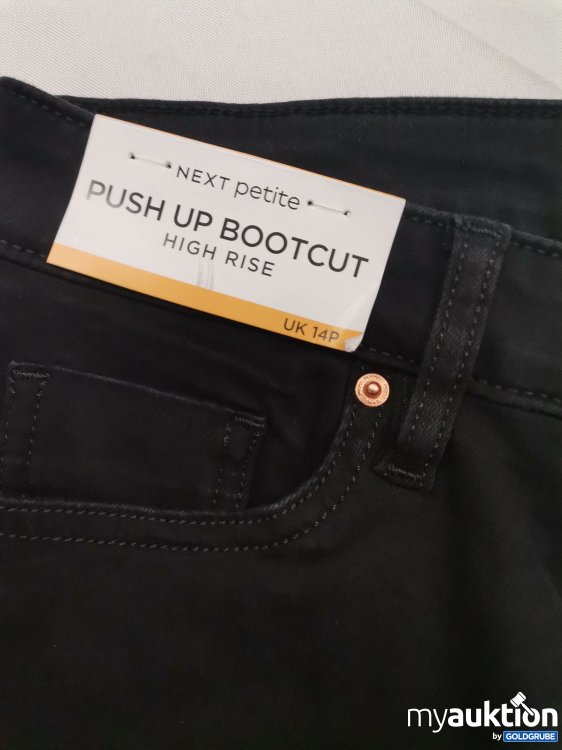 NEXT petite
PUSH UP BOOTCUT
HIGH RISE
UK 14P
myauktion
by GOLDGRUBE